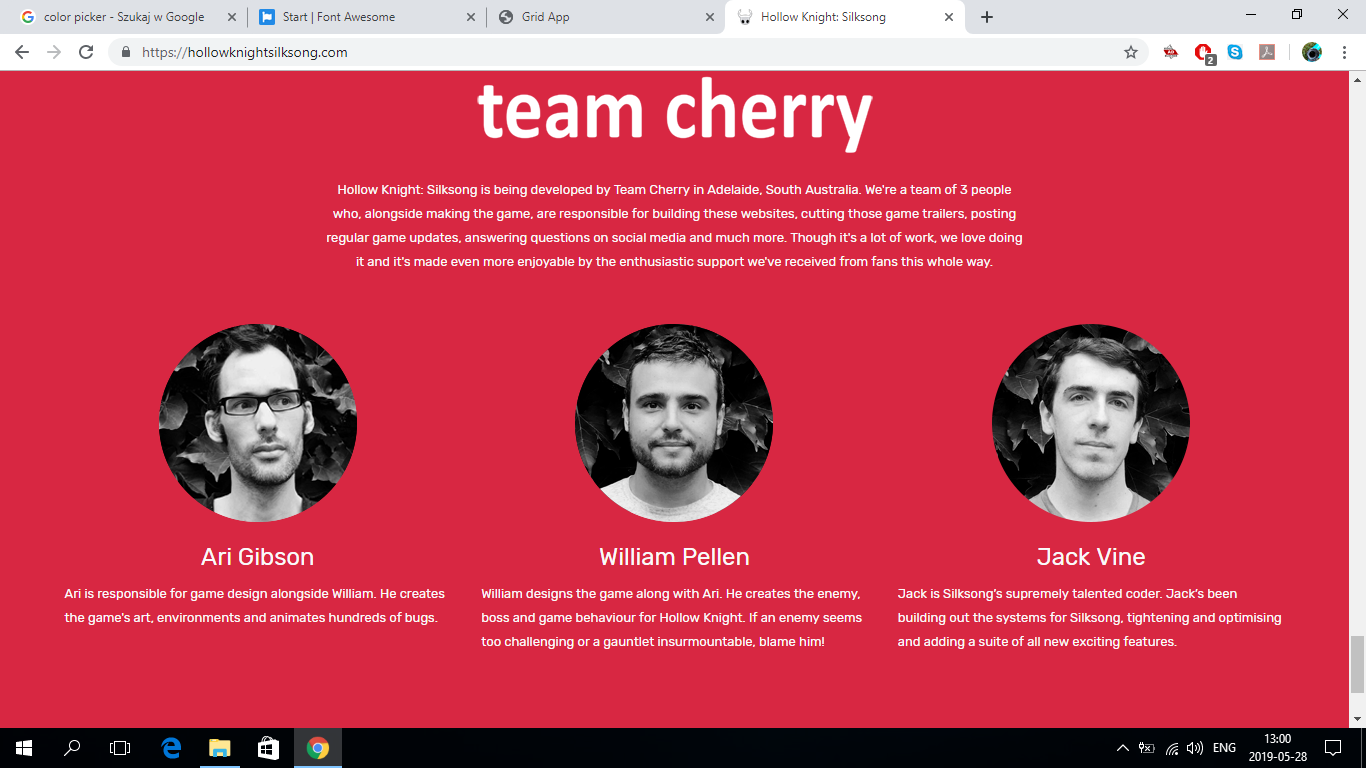 color picker - Szukaj w Google
Start | Font Awesome
Grid App
Hollow Knight: Silksong
https://hollowknightsilksong.com
2
team cherry
Hollow Knight: Silksong is being developed by Team Cherry in Adelaide, South Australia. We're a team of 3 people
who, alongside making the game, are responsible for building these websites, cutting those game trailers, posting
regular game updates, answering questions on social media and much more. Though it's a lot of work, we love doing
it and it's made even more enjoyable by the enthusiastic support we've received from fans this whole way.
Ari Gibson
Ari is responsible for game design alongside William. He creates
the game's art, environments and animates hundreds of bugs.
William Pellen
William designs the game along with Ari. He creates the enemy,
boss and game behaviour for Hollow Knight. If an enemy seems
too challenging or a gauntlet insurmountable, blame him!
Jack Vine
Jack is Silksong's supremely talented coder. Jack's been
building out the systems for Silksong, tightening and optimising
and adding a suite of all new exciting features.
ENG
13:00
2019-05-28